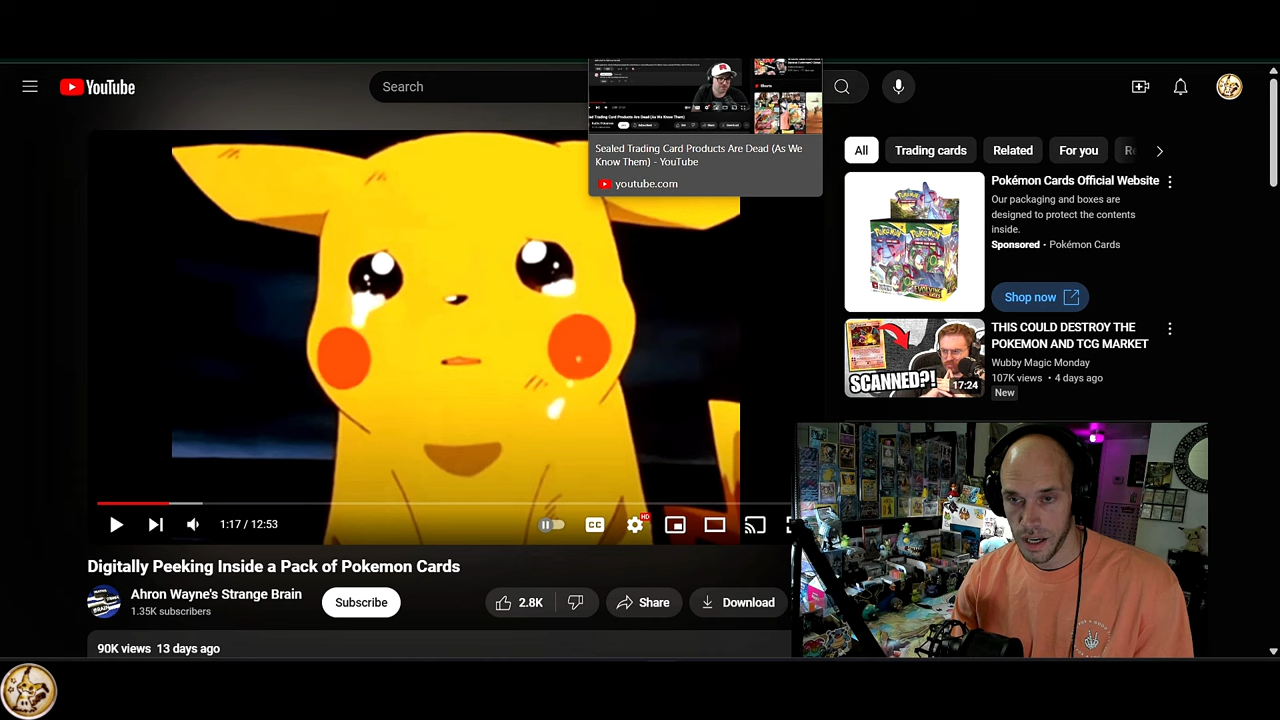 YouTube
Search
Sealed Trading Card Products Are Dead (As We
Know Them) - YouTube
youtube.com
All
Trading cards
Related
For you
Re
Pokémon Cards Official Website
Our packaging and boxes are
designed to protect the contents
inside.
Sponsored • Pokémon Cards
Shop now
THIS COULD DESTROY THE
POKEMON AND TCG MARKET
Wubby Magic Monday
107K views • 4 days ago
New
SCANNED?!
17:24
1:17 / 12:53
CC
HD
Digitally Peeking Inside a Pack of Pokemon Cards
Ahron Wayne's Strange Brain
1.35K subscribers
Subscribe
2.8K
Share
Download
90K views 13 days ago